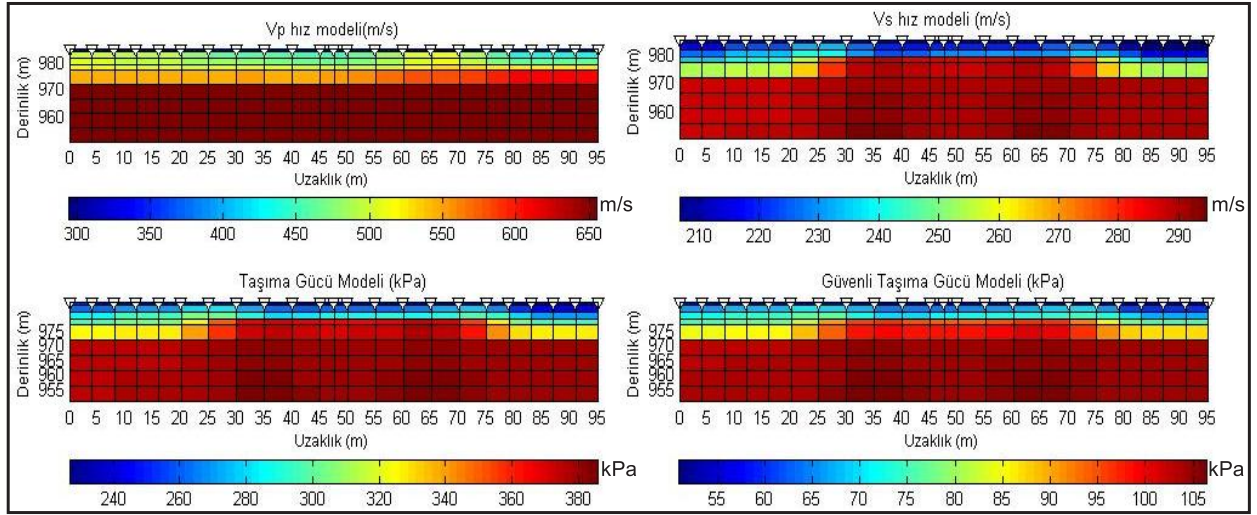 Vp hız modeli(m/s)
Derinlik (m)
980
970
960
0 5 10 15 20 25 30 35 40 45 50 55 60 65 70 75 80 85 90 95
Uzaklık (m)
m/s
300 350 400 450 500 550 600 650
Vs hız modeli (m/s)
Derinlik (m)
980
970
960
0 5 10 15 20 25 30 35 40 45 50 55 60 65 70 75 80 85 90 95
Uzaklık (m)
m/s
210 220 230 240 250 260 270 280 290
Taşıma Gücü Modeli (kPa)
Derinlik (m)
975
970
965
960
955
0 5 10 15 20 25 30 35 40 45 50 55 60 65 70 75 80 85 90 95
Uzaklık (m)
kPa
240 260 280 300 320 340 360 380
Güvenli Taşıma Gücü Modeli (kPa)
Derinlik (m)
975
970
965
960
955
0 5 10 15 20 25 30 35 40 45 50 55 60 65 70 75 80 85 90 95
Uzaklık (m)
kPa
55 60 65 70 75 80 85 90 95 100 105